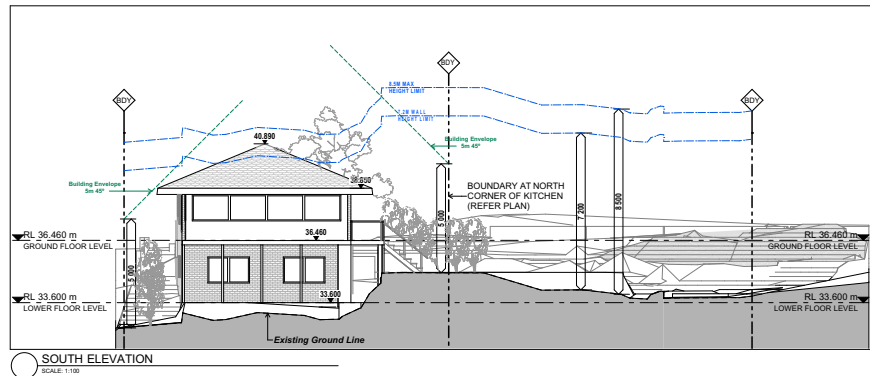 BDY
BDY
BDY
8.5M MAX
HEIGHT LIMIT
7.2M WALL
HEIGHT LIMIT
40.890
Building Envelope
5m 45°
Building Envelope
5m 45°
BOUNDARY AT NORTH
CORNER OF KITCHEN
(REFER PLAN)
5 000
7 200
8 500
RL 36.460 m
GROUND FLOOR LEVEL
36.460
RL 36.460 m
GROUND FLOOR LEVEL
5 000
RL 33.600 m
LOWER FLOOR LEVEL
33.600
RL 33.600 m
LOWER FLOOR LEVEL
Existing Ground Line
SOUTH ELEVATION
SCALE: 1:100